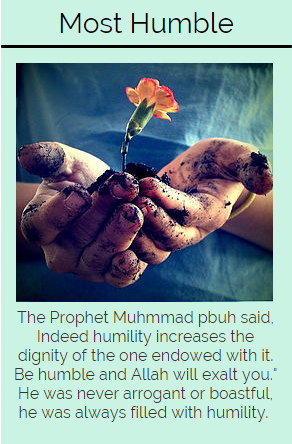 Most Humble
The Prophet Muhmmad pbuh said,
Indeed humility increases the
dignity of the one endowed with it.
Be humble and Allah will exalt you."
He was never arrogant or boastful,
he was always filled with humility.